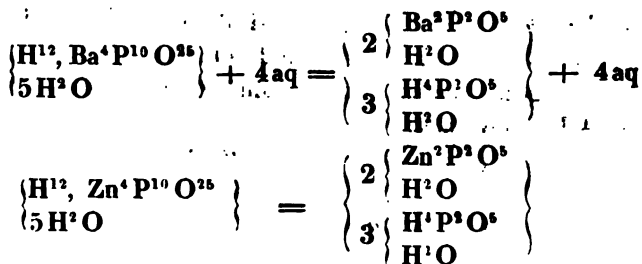 {H¹², Ba⁴P¹⁰O²⁵ } + 4aq = { 2 { Ba²P²O⁵ } + 4aq
{5H²O } { { H²O }
{ 3 { H⁴P²O⁵ }
{ { H²O }
{H¹², Zn⁴P¹⁰O²⁵ } = { 2 { Zn²P²O⁵ }
{5H²O } { { H²O }
{ 3 { H⁴P²O⁵ }
{ { H²O }